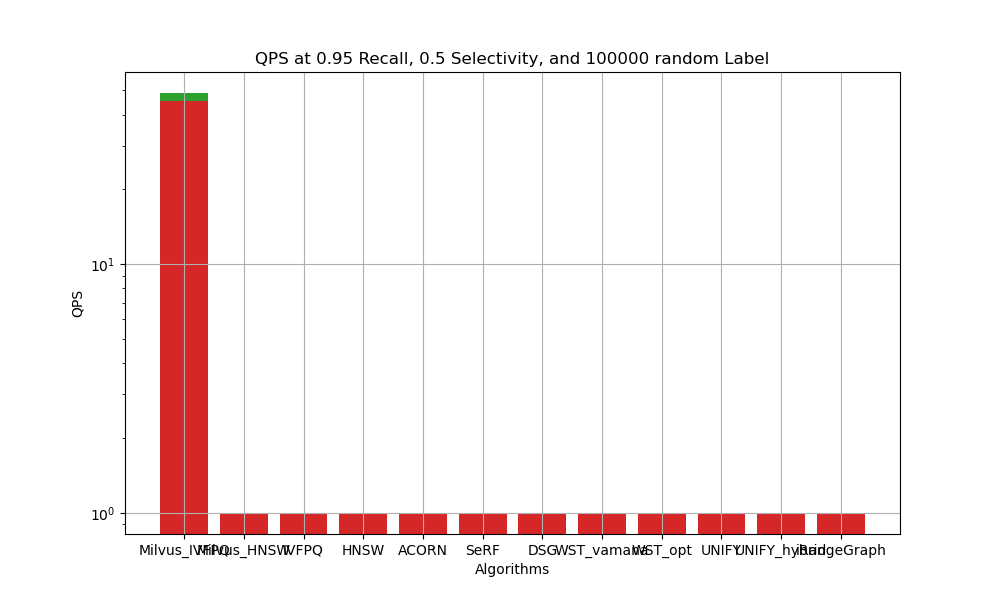 QPS at 0.95 Recall, 0.5 Selectivity, and 100000 random Label
QPS
10¹
10⁰
Milvus_IVFPQ Milvus_HNSW IVFPQ HNSW ACORN SeRF DSG WST_vamana WST_opt UNIFY UNIFY_hybrid iRangeGraph
Algorithms